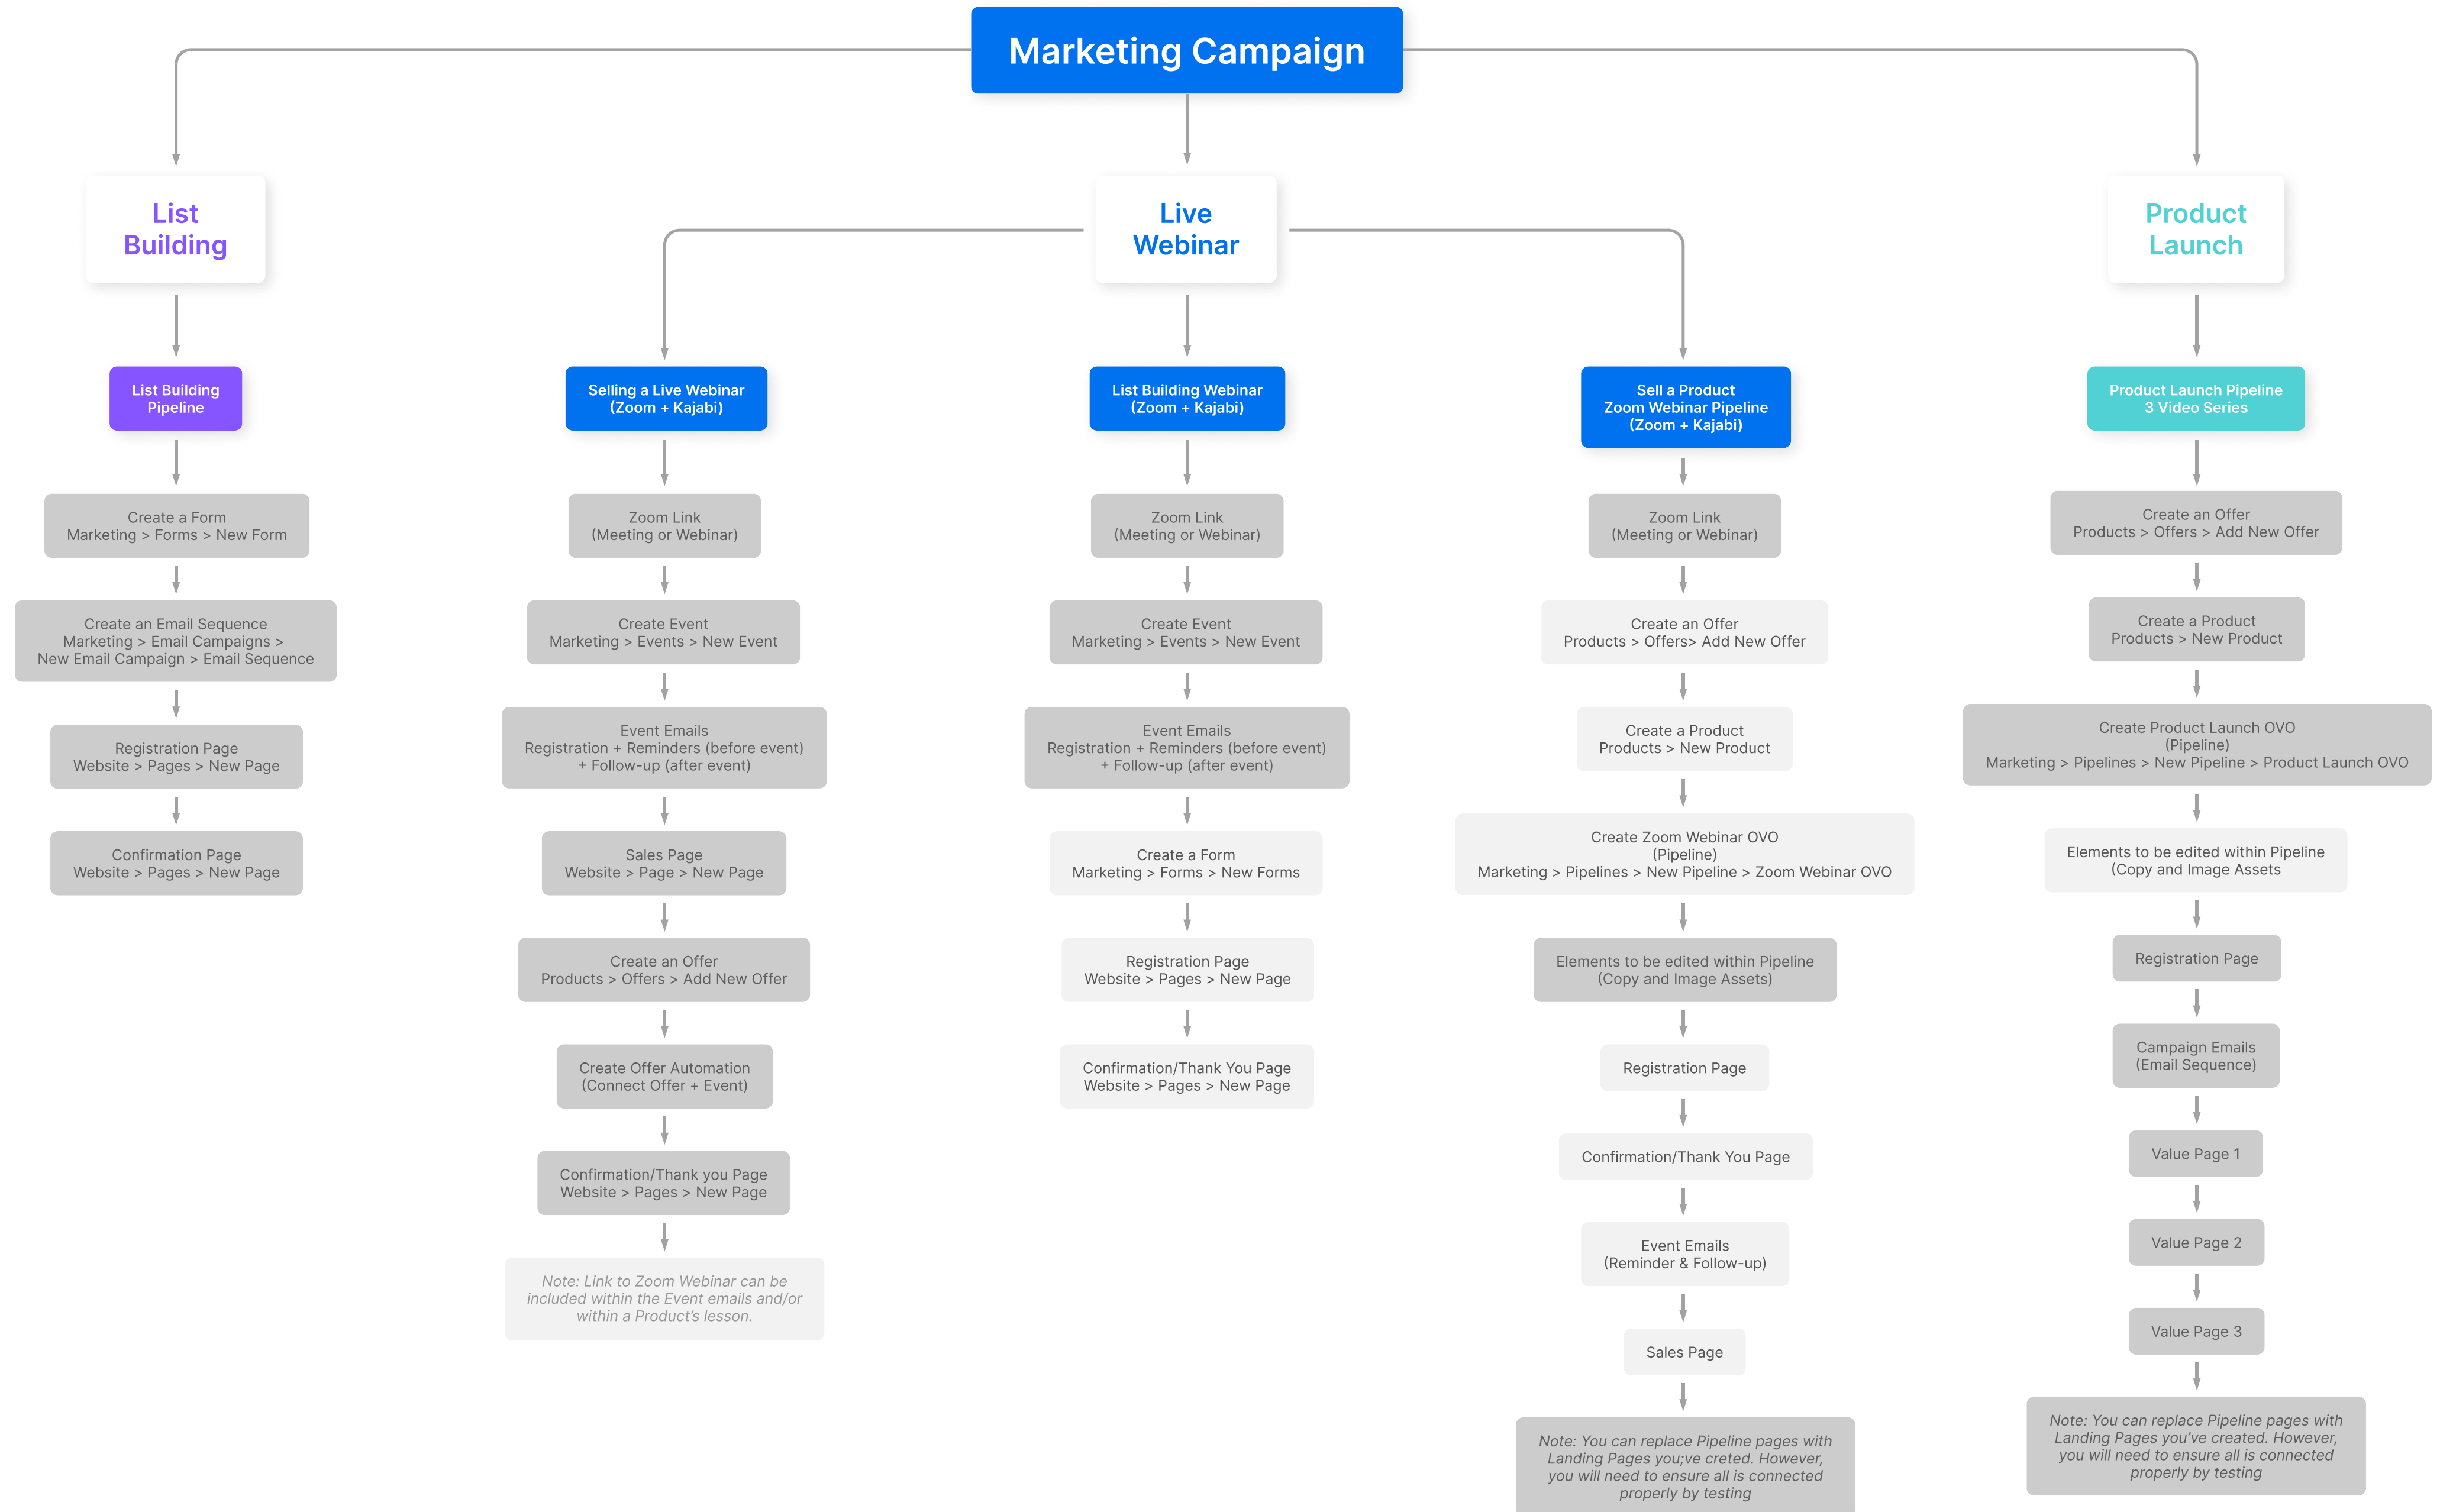 Marketing Campaign
List
Building
Live
Webinar
Product
Launch
List Building
Pipeline
Create a Form
Marketing > Forms > New Form
Create an Email Sequence
Marketing > Email Campaigns >
New Email Campaign > Email Sequence
Registration Page
Website > Pages > New Page
Confirmation Page
Website > Pages > New Page
Selling a Live Webinar
(Zoom + Kajabi)
Zoom Link
(Meeting or Webinar)
Create Event
Marketing > Events > New Event
Event Emails
Registration + Reminders (before event)
+ Follow-up (after event)
Sales Page
Website > Page > New Page
Create an Offer
Products > Offers > Add New Offer
Create Offer Automation
(Connect Offer + Event)
Confirmation/Thank you Page
Website > Pages > New Page
Note: Link to Zoom Webinar can be
included within the Event emails and/or
within a Product's lesson.
List Building Webinar
(Zoom + Kajabi)
Zoom Link
(Meeting or Webinar)
Create Event
Marketing > Events > New Event
Event Emails
Registration + Reminders (before event)
+ Follow-up (after event)
Create a Form
Marketing > Forms > New Forms
Registration Page
Website > Pages > New Page
Confirmation/Thank You Page
Website > Pages > New Page
Sell a Product
Zoom Webinar Pipeline
(Zoom + Kajabi)
Zoom Link
(Meeting or Webinar)
Create an Offer
Products > Offers> Add New Offer
Create a Product
Products > New Product
Create Zoom Webinar OVO
(Pipeline)
Marketing > Pipelines > New Pipeline > Zoom Webinar OVO
Elements to be edited within Pipeline
(Copy and Image Assets)
Registration Page
Confirmation/Thank You Page
Event Emails
(Reminder & Follow-up)
Sales Page
Note: You can replace Pipeline pages with
Landing Pages you;ve creted. However,
you will need to ensure all is connected
properly by testing
Product Launch Pipeline
3 Video Series
Create an Offer
Products > Offers > Add New Offer
Create a Product
Products > New Product
Create Product Launch OVO
(Pipeline)
Marketing > Pipelines > New Pipeline > Product Launch OVO
Elements to be edited within Pipeline
(Copy and Image Assets
Registration Page
Campaign Emails
(Email Sequence)
Value Page 1
Value Page 2
Value Page 3
Note: You can replace Pipeline pages with
Landing Pages you've created. However,
you will need to ensure all is connected
properly by testing